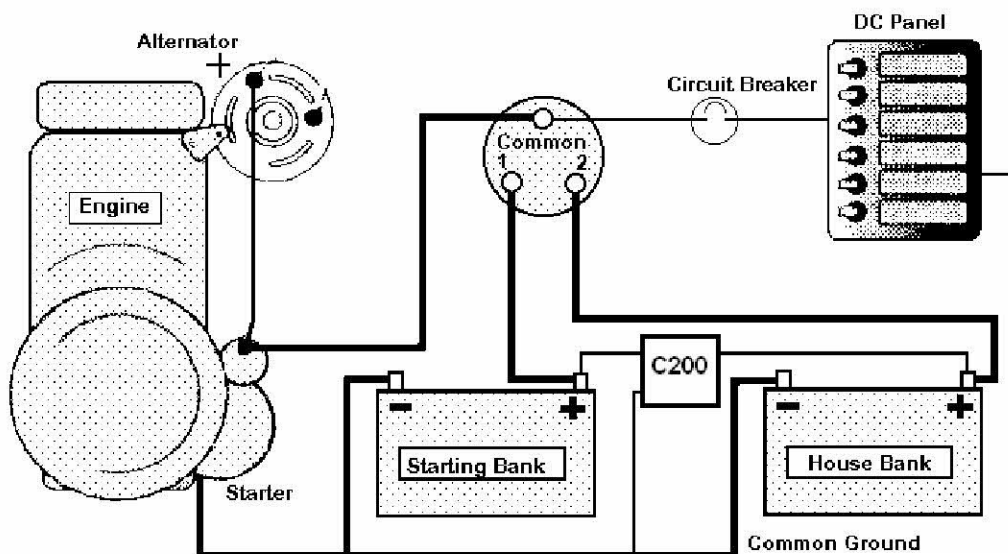 DC Panel
Alternator
+
Circuit Breaker
Common
1 2
Engine
C200
- +
- +
Starting Bank
House Bank
Starter
Common Ground